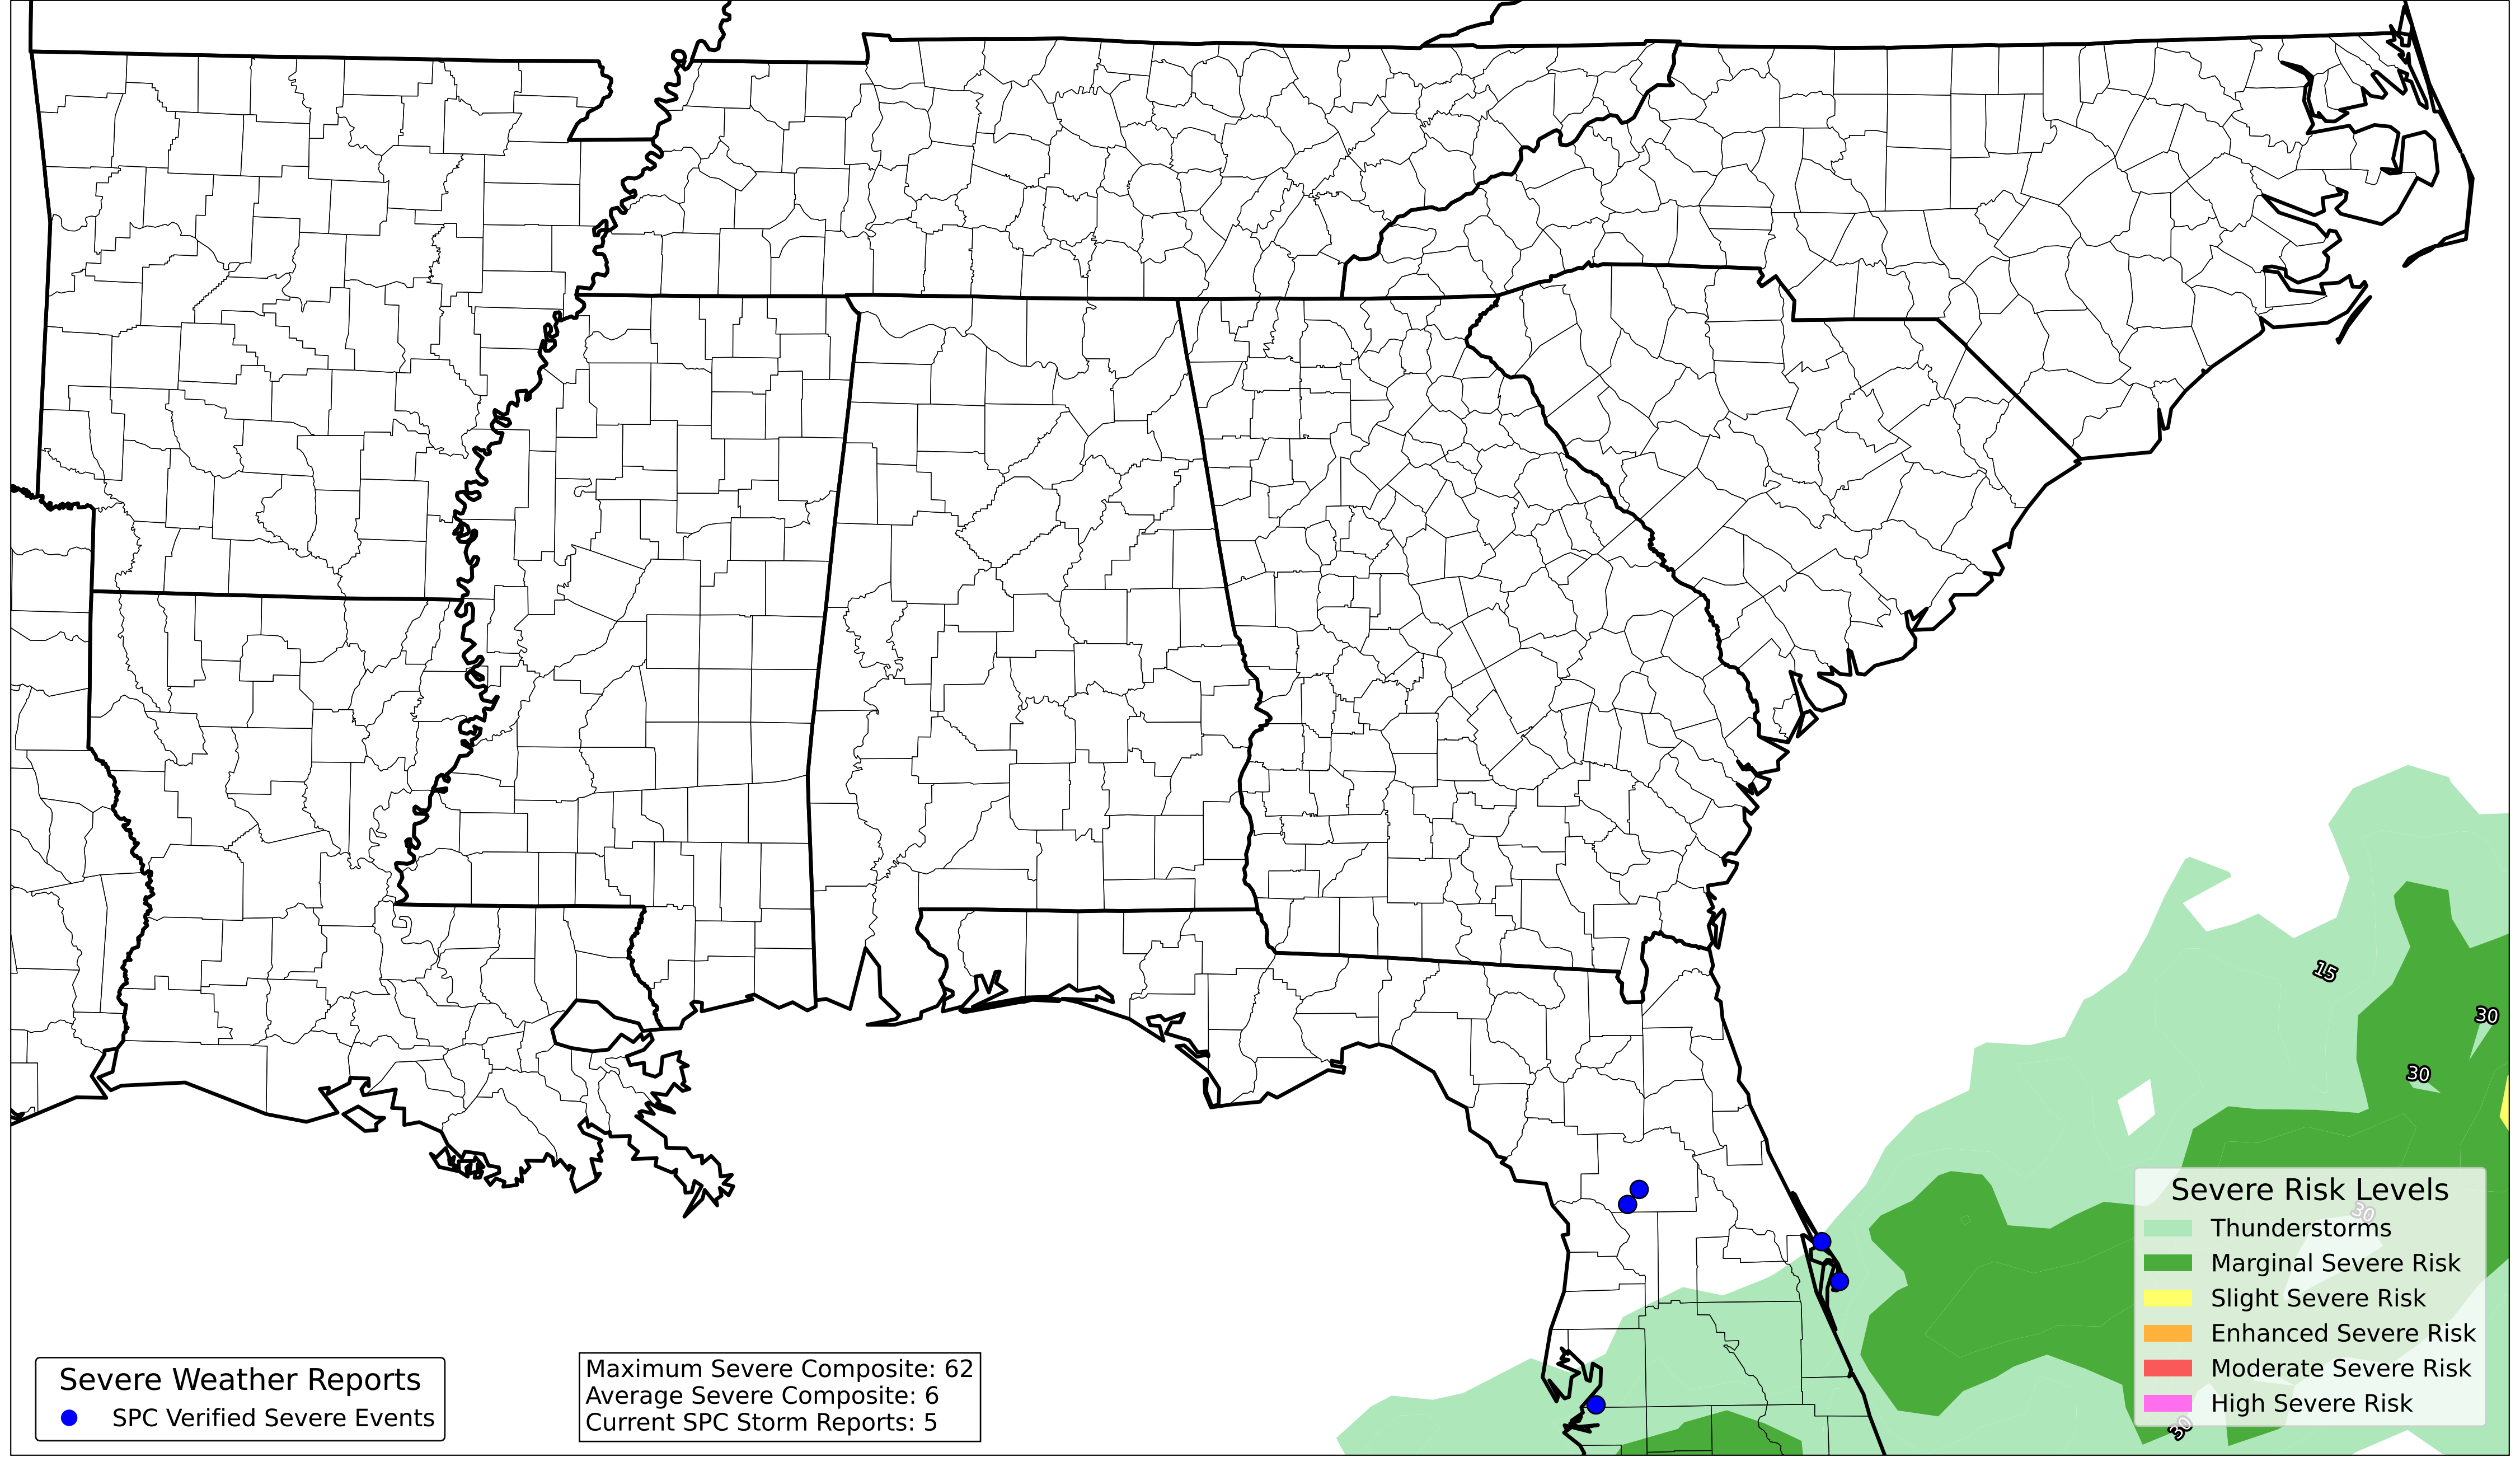 15
30
30
Severe Risk Levels
30
Thunderstorms
Marginal Severe Risk
Slight Severe Risk
Enhanced Severe Risk
Moderate Severe Risk
High Severe Risk
30
Severe Weather Reports
SPC Verified Severe Events
Maximum Severe Composite: 62
Average Severe Composite: 6
Current SPC Storm Reports: 5